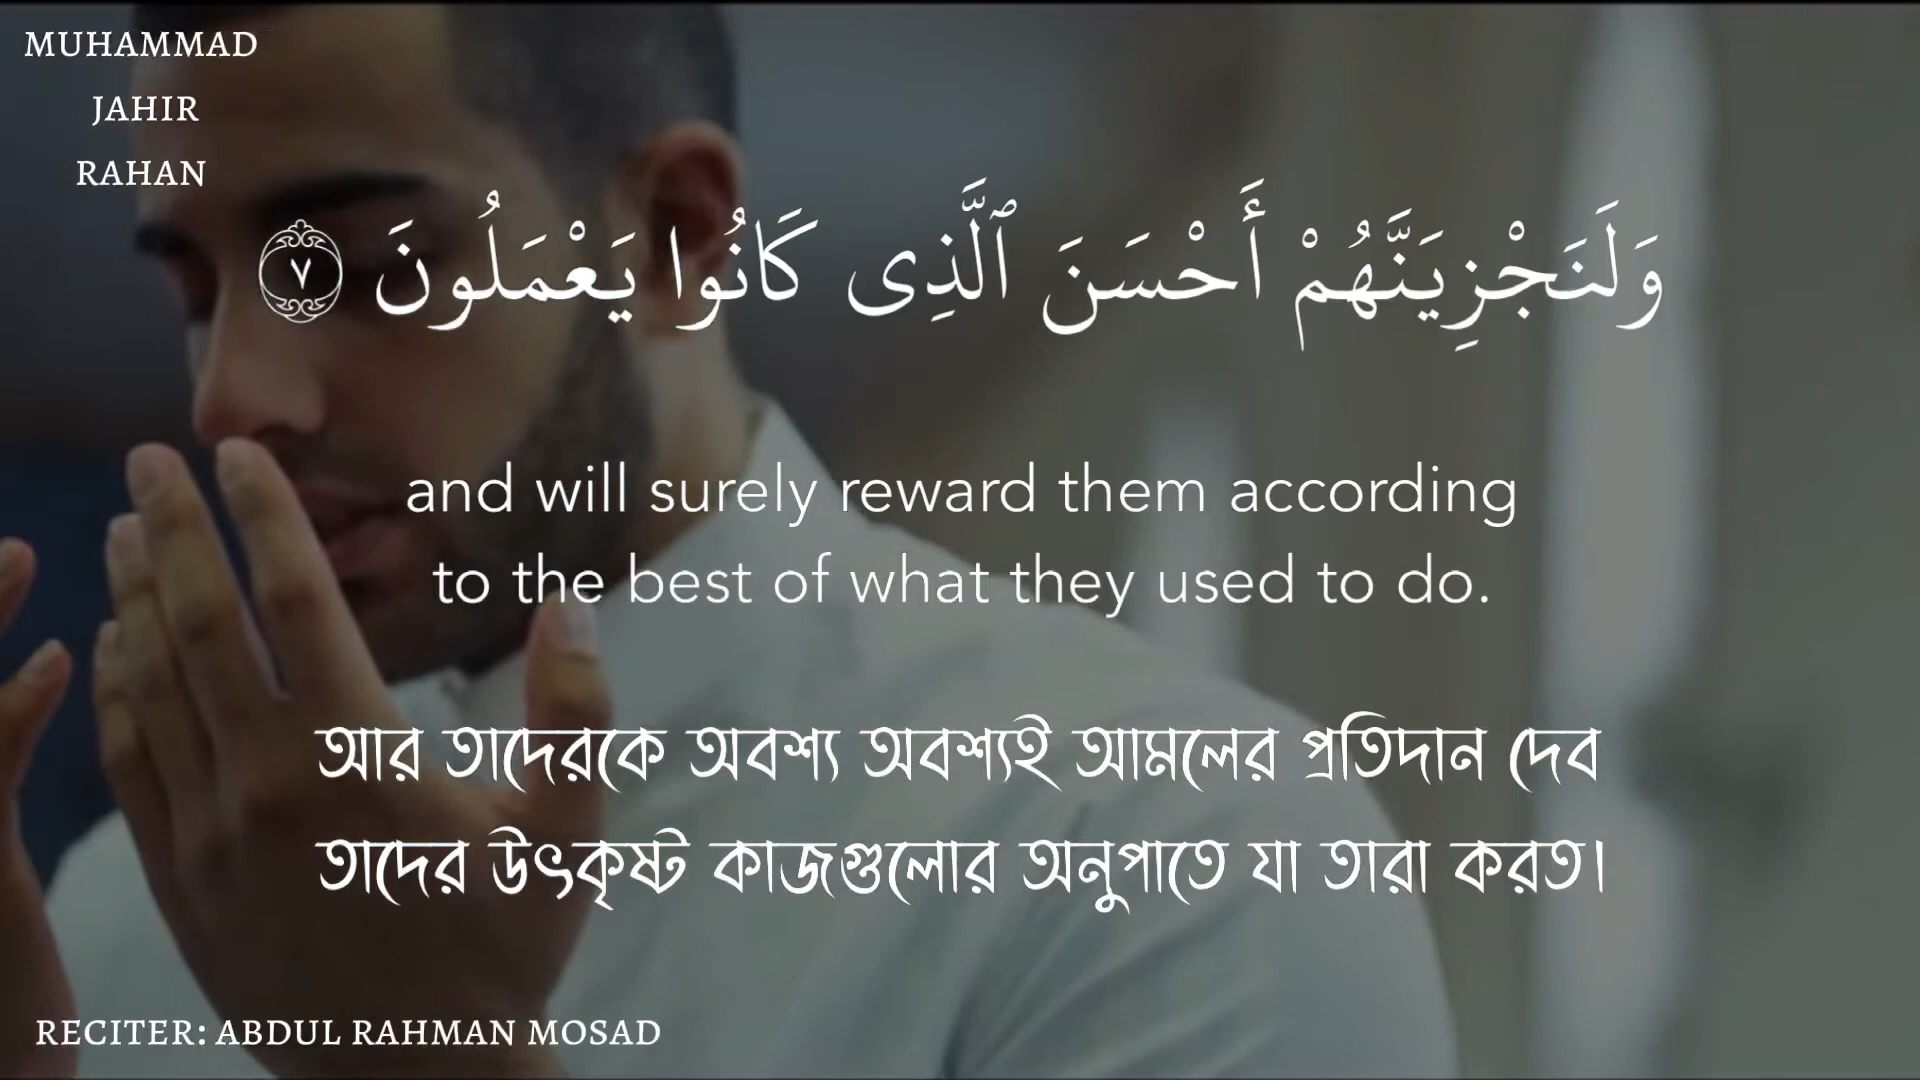 MUHAMMAD
JAHIR
RAHAN
وَلَنَجْزِيَنَّهُمْ أَحْسَنَ ٱلَّذِى كَانُوا يَعْمَلُونَ ٧
and will surely reward them according
to the best of what they used to do.
আর তাদেরকে অবশ্য অবশ্যই আমলের প্রতিদান দেব
তাদের উৎকৃষ্ট কাজগুলোর অনুপাতে যা তারা করত।
RECITER: ABDUL RAHMAN MOSAD